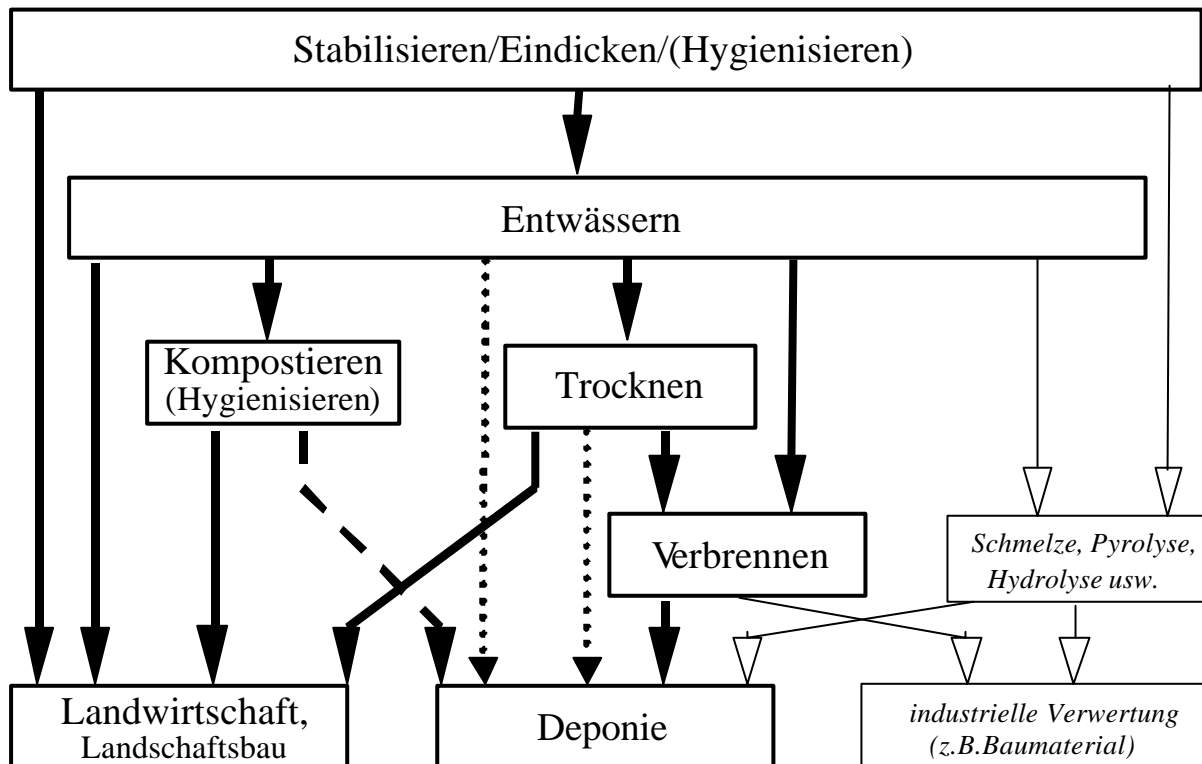 Stabilisieren/Eindicken/(Hygienisieren)
Entwässern
Kompostieren
(Hygienisieren)
Trocknen
Verbrennen
Schmelze, Pyrolyse,
Hydrolyse usw.
Landwirtschaft,
Landschaftsbau
Deponie
industrielle Verwertung
(z.B.Baumaterial)